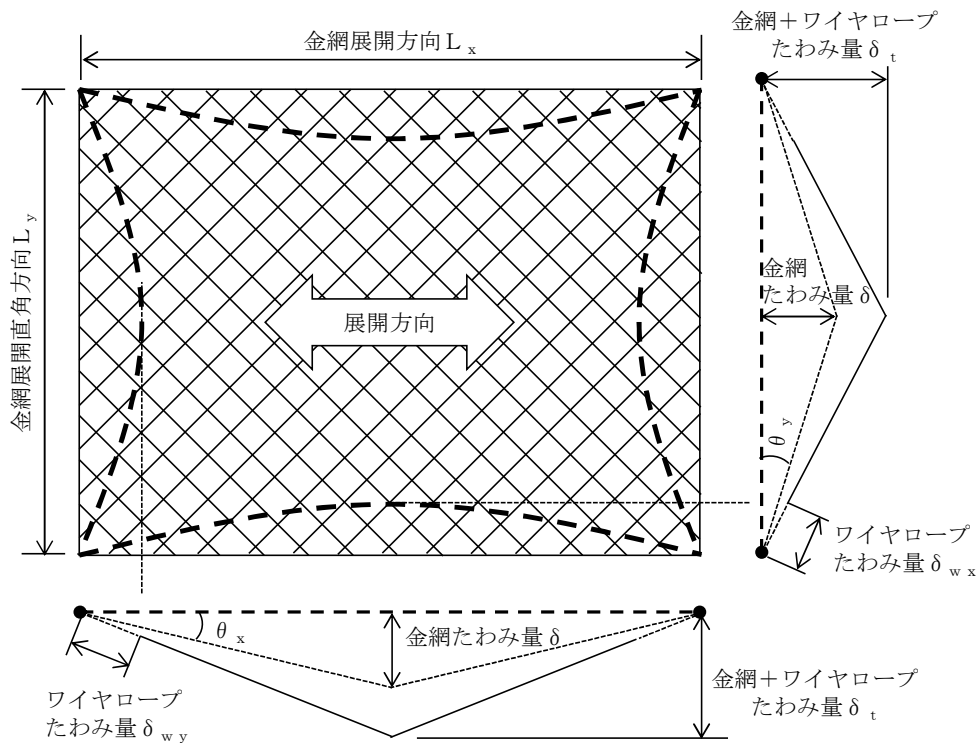 金網展開方向Lx
金網+ワイヤロープ
たわみ量δt
金網展開直角方向Ly
金網
たわみ量δ
展開方向
θy
ワイヤロープ
たわみ量δwx
θx
金網たわみ量δ
ワイヤロープ
たわみ量δwy
金網+ワイヤロープ
たわみ量δt